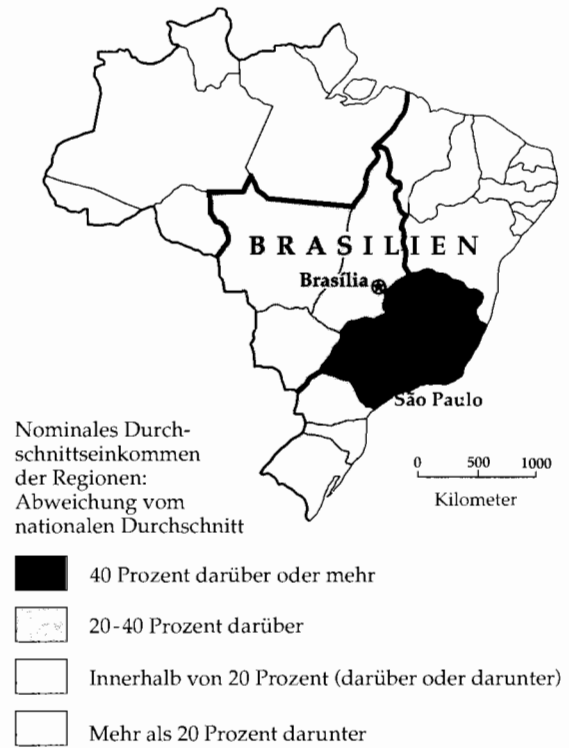 BRASILIEN
Brasília
São Paulo
Nominales Durch-
schnittseinkommen
der Regionen:
Abweichung vom
nationalen Durchschnitt
0 500 1000
Kilometer
40 Prozent darüber oder mehr
20-40 Prozent darüber
Innerhalb von 20 Prozent (darüber oder darunter)
Mehr als 20 Prozent darunter